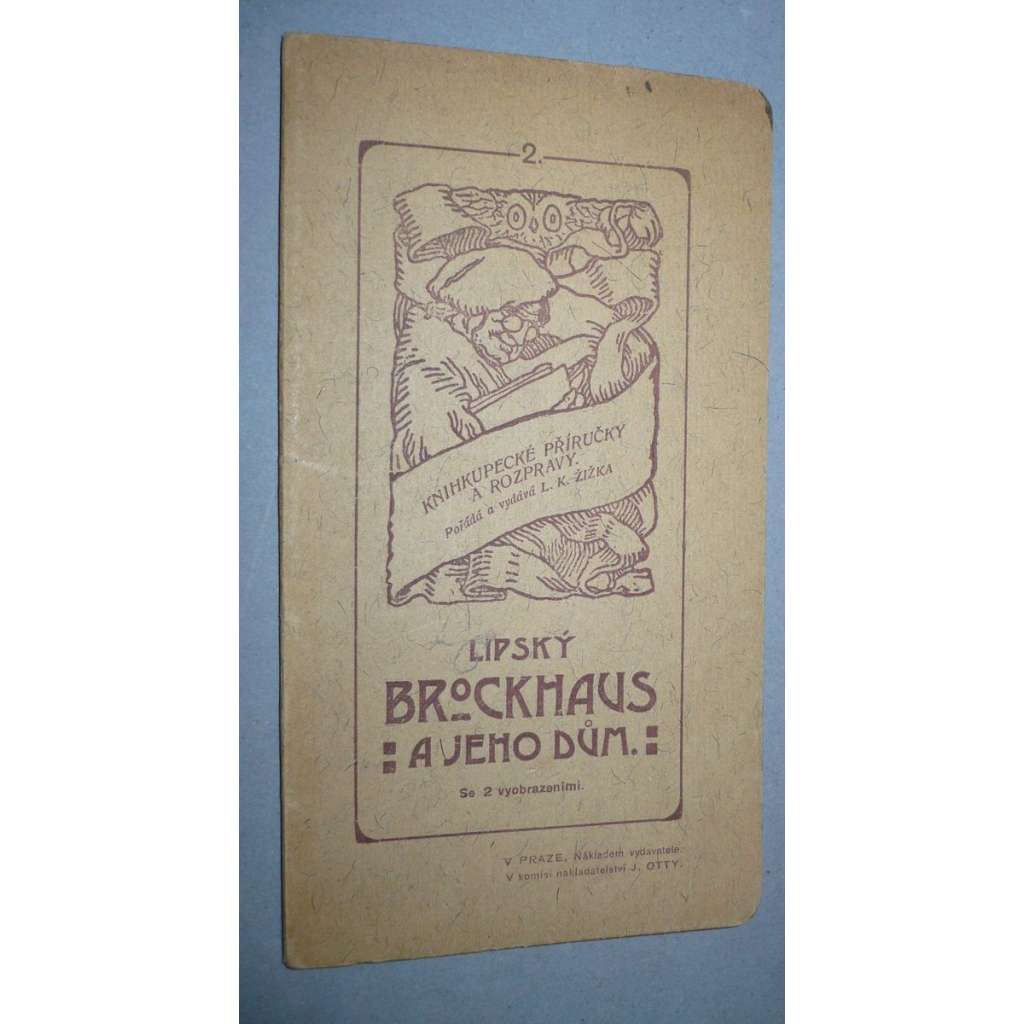 2.
KNIHKUPECKÉ PŘÍRUČKY
A ROZPRAVY.
Pořádá a vydává L. K. ŽIŽKA
LIPSKÝ
BROCKHAUS
A JEHO DŮM.
Se 2 vyobrazeními.
V PRAZE. Nákladem vydavatele.
V komisi nakladatelství J. OTTY.